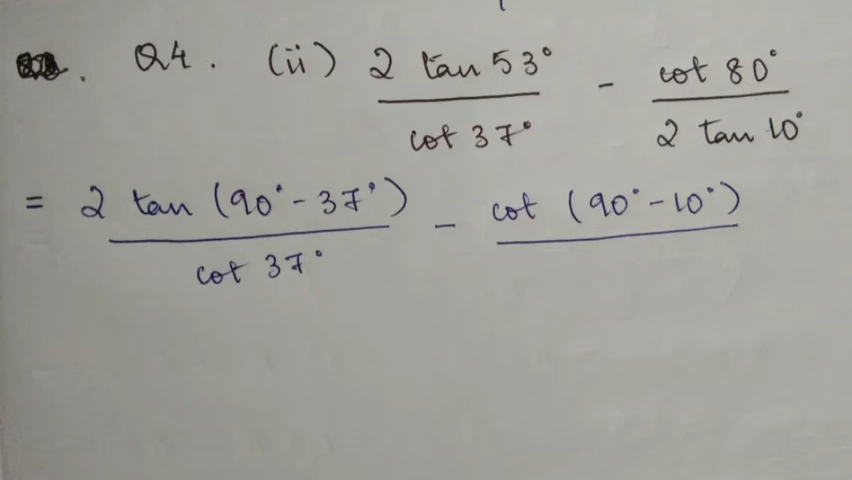 Q4. (ii) 2 tan 53° / cot 37° - cot 80° / 2 tan 10°
= 2 tan (90° - 37°) / cot 37° - cot (90° - 10°)